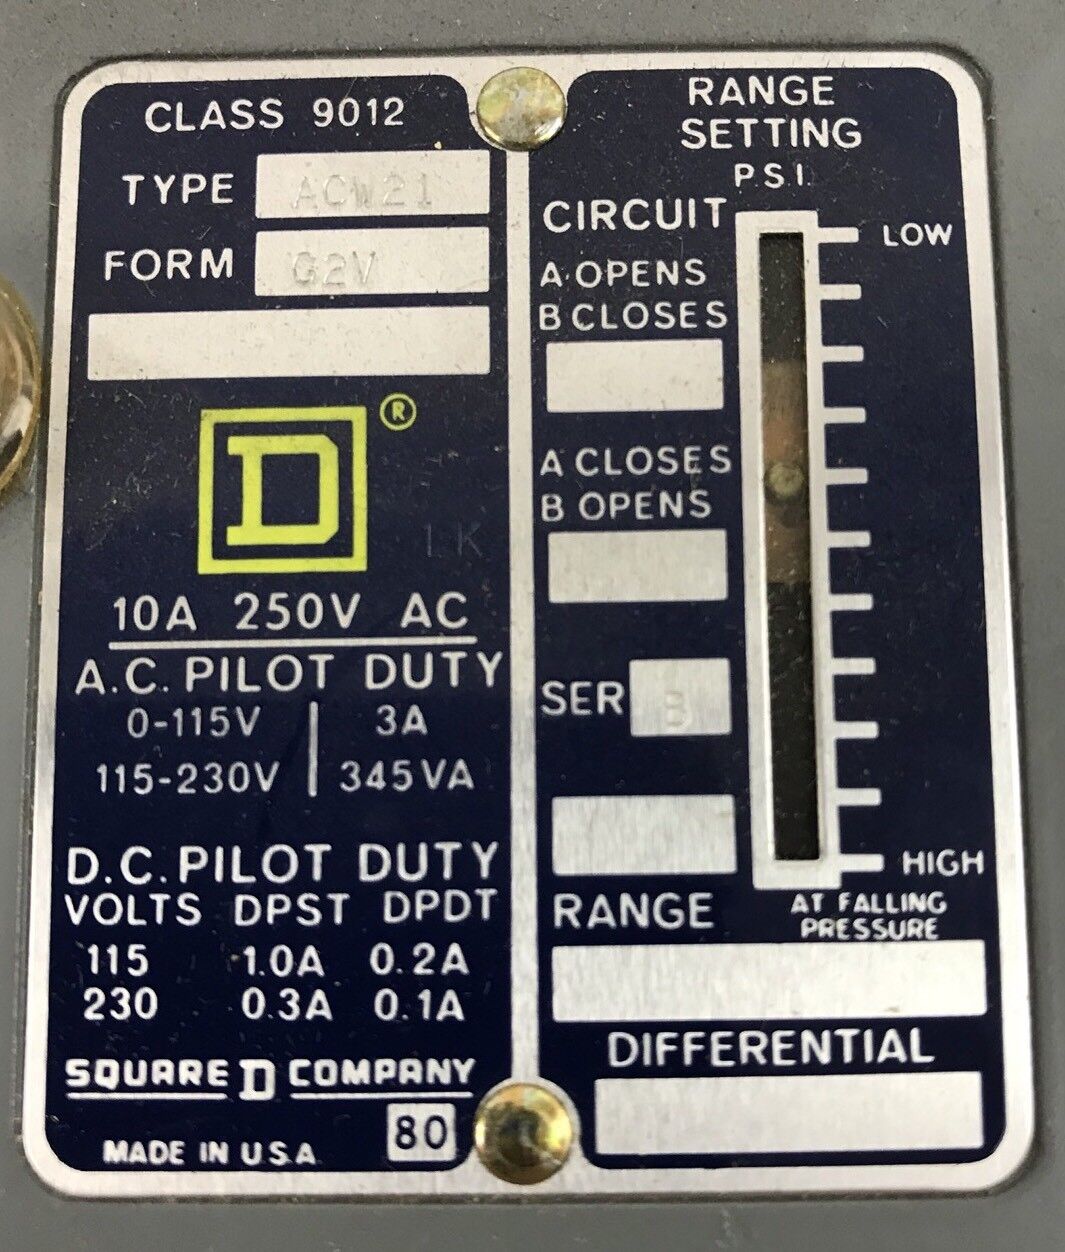 CLASS 9012
TYPE ACW21
FORM G2V
D ®
LK
10A 250V AC
A.C. PILOT DUTY
0-115V | 3A
115-230V | 345VA
D.C. PILOT DUTY
VOLTS DPST DPDT
115 1.0A 0.2A
230 0.3A 0.1A
SQUARE D COMPANY
MADE IN U.S.A. 80
RANGE
SETTING
P.S.I.
CIRCUIT
A OPENS
B CLOSES
A CLOSES
B OPENS
SER B
LOW
HIGH
AT FALLING
PRESSURE
RANGE
DIFFERENTIAL